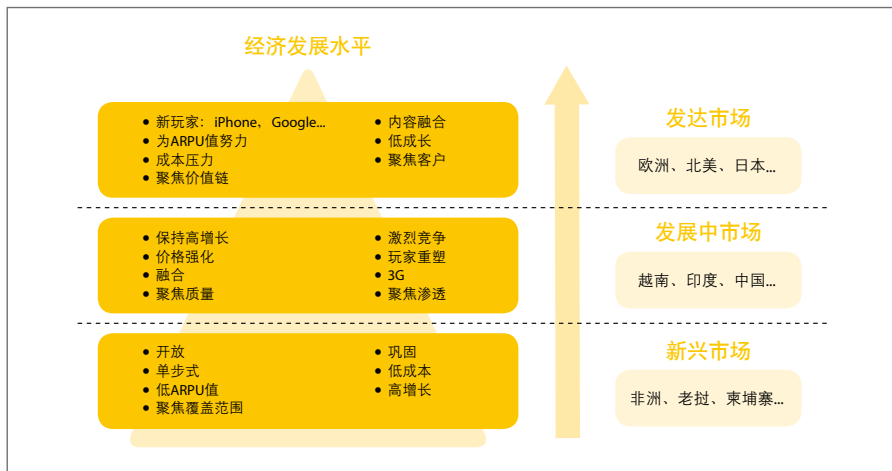 经济发展水平
• 新玩家：iPhone，Google...
• 为ARPU值努力
• 成本压力
• 聚焦价值链
• 内容融合
• 低成长
• 聚焦客户
发达市场
欧洲、北美、日本...
• 保持高增长
• 价格强化
• 融合
• 聚焦质量
• 激烈竞争
• 玩家重塑
• 3G
• 聚焦渗透
发展中市场
越南、印度、中国...
• 开放
• 单步式
• 低ARPU值
• 聚焦覆盖范围
• 巩固
• 低成本
• 高增长
新兴市场
非洲、老挝、柬埔寨...